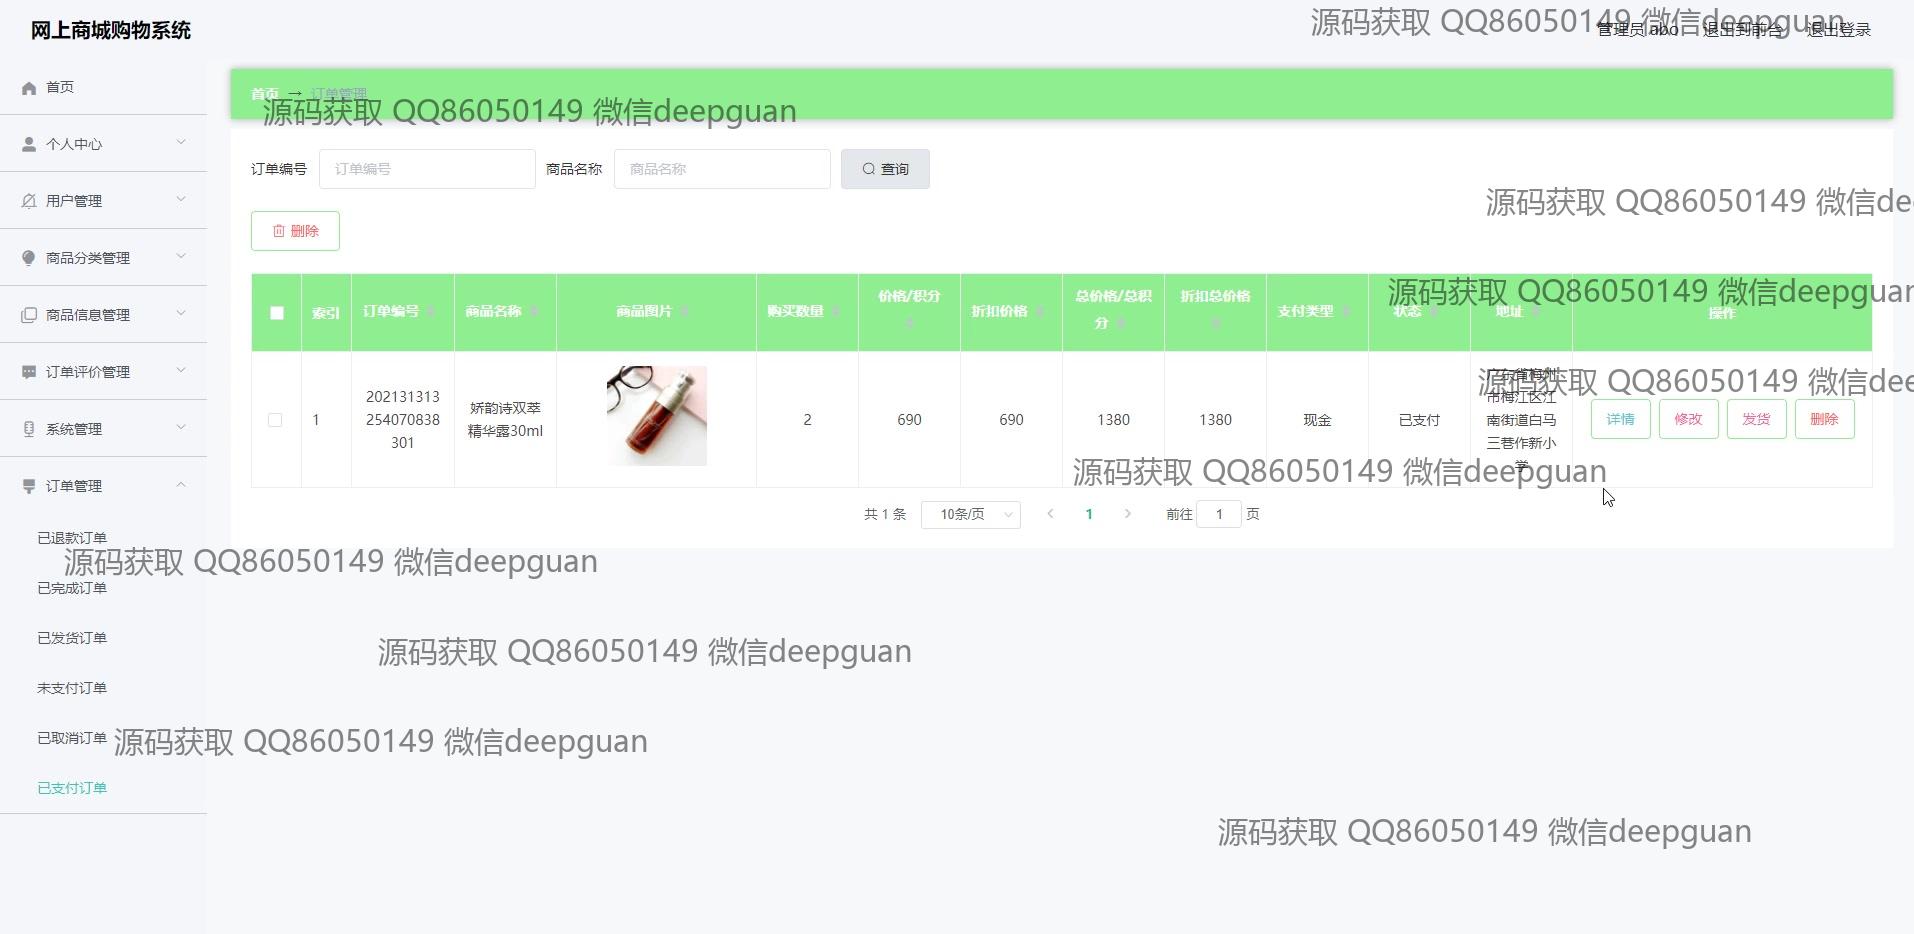 网上商城购物系统
源码获取 QQ86050149 微信deepguan
管理员 abo 退出到前台 退出登录
首页
个人中心
用户管理
商品分类管理
商品信息管理
订单评价管理
系统管理
订单管理
已退款订单
已完成订单
已发货订单
未支付订单
已取消订单
已支付订单
首页 → 订单管理
源码获取 QQ86050149 微信deepguan
订单编号 订单编号 商品名称 商品名称 查询
源码获取 QQ86050149 微信de
删除
源码获取 QQ86050149 微信deepguan
索引 订单编号 商品名称 商品图片 购买数量 价格/积分 折扣价格 总价格/总积分 折扣总价格 支付类型 状态 地址 操作
源码获取 QQ86050149 微信dee
1
202131313
254070838
301
娇韵诗双萃
精华露30ml
2 690 690 1380 1380 现金 已支付
广东省梅州
市梅江区江
南街道白马
三巷作新小
学
详情 修改 发货 删除
源码获取 QQ86050149 微信deepguan
共 1 条 10条/页 1 前往 1 页
源码获取 QQ86050149 微信deepguan
源码获取 QQ86050149 微信deepguan
源码获取 QQ86050149 微信deepguan
源码获取 QQ86050149 微信deepguan